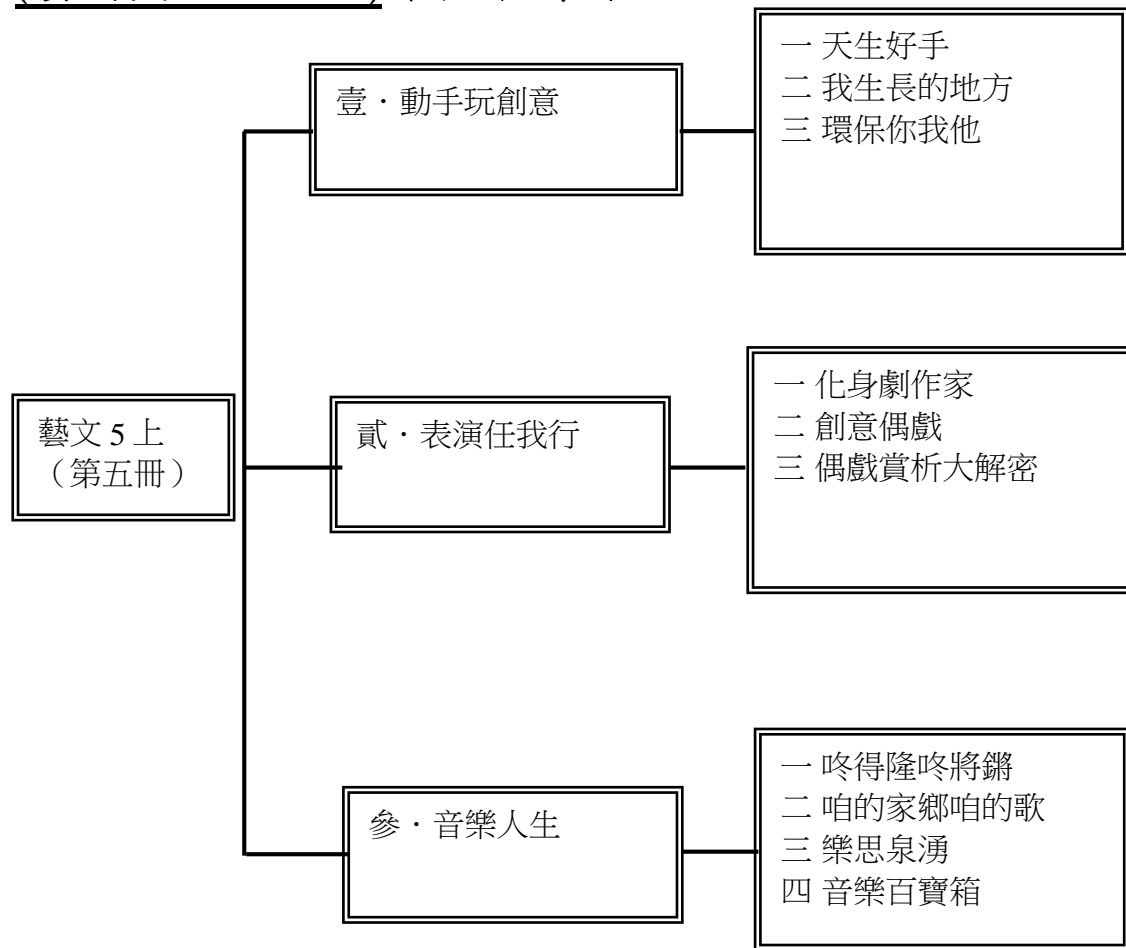 壹．動手玩創意
一 天生好手
二 我生長的地方
三 環保你我他
藝文 5 上
（第五冊）
貳．表演任我行
一 化身劇作家
二 創意偶戲
三 偶戲賞析大解密
參．音樂人生
一 咚得隆咚將鏘
二 咱的家鄉咱的歌
三 樂思泉湧
四 音樂百寶箱